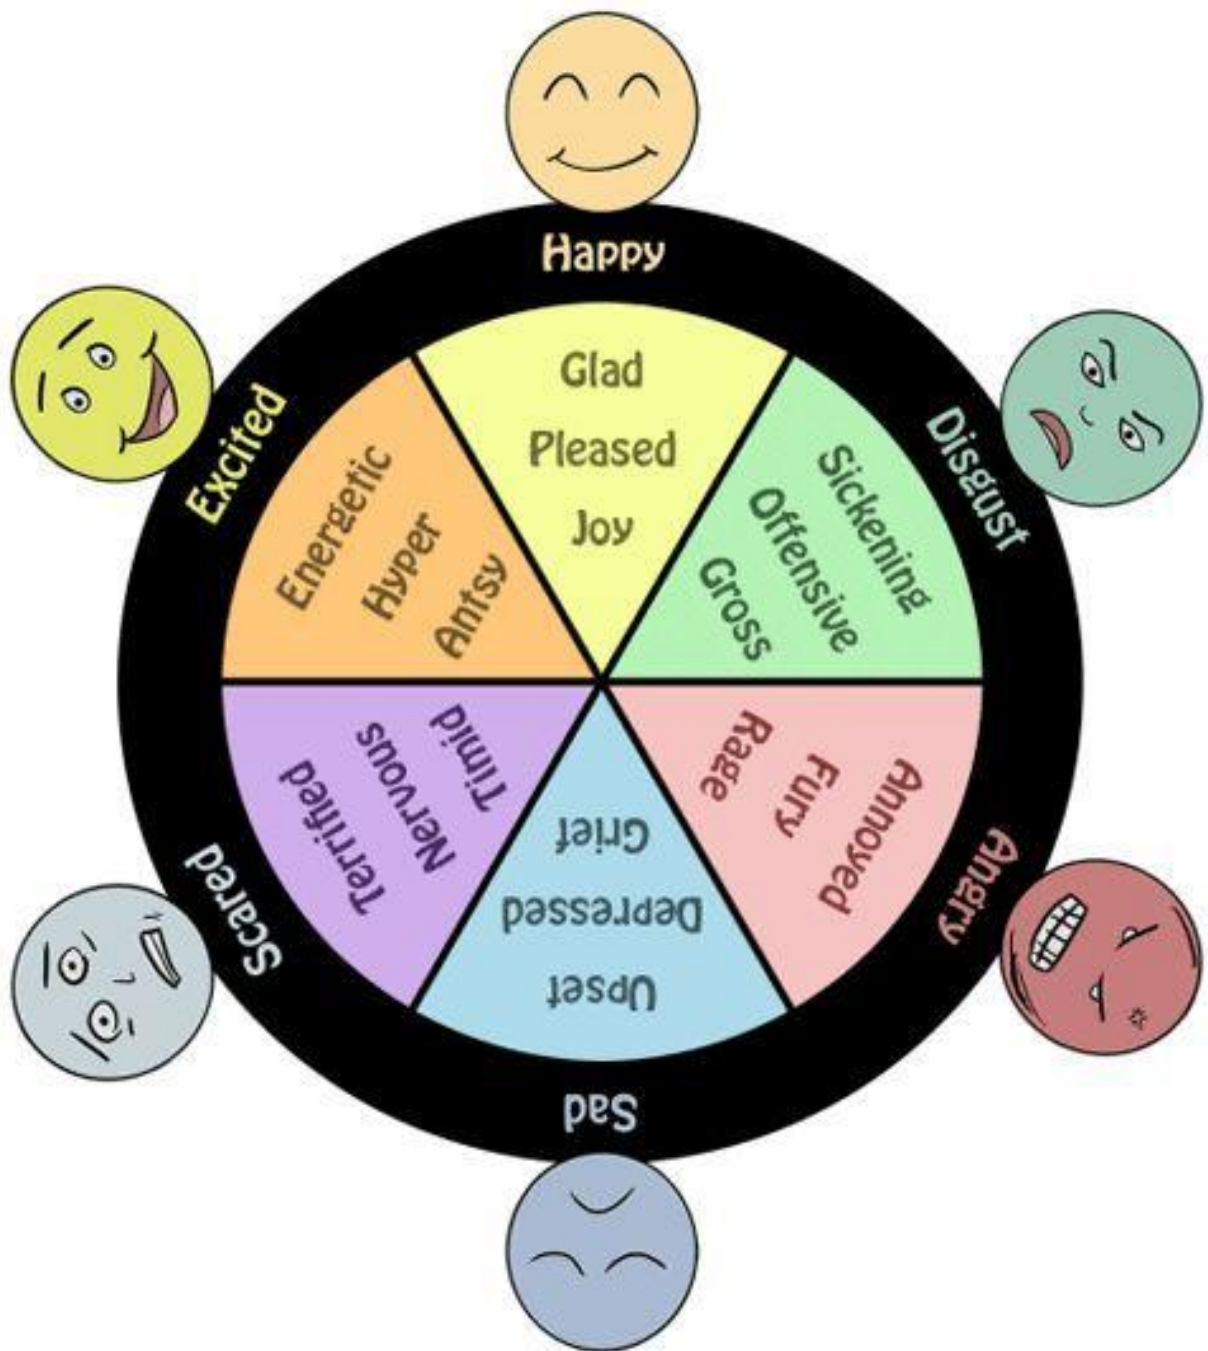 Happy
Glad
Pleased
Joy
Disgust
Sickening
Offensive
Gross
Angry
Annoyed
Fury
Rage
Sad
Upset
Depressed
Grief
Scared
Terrified
Nervous
Timid
Excited
Energetic
Hyper
Antsy